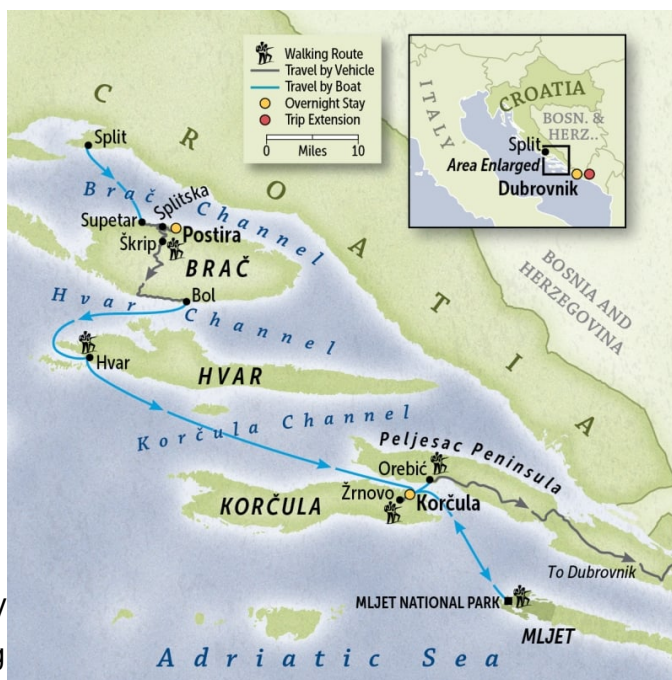 Walking Route
Travel by Vehicle
Travel by Boat
Overnight Stay
Trip Extension
0 Miles 10
ITALY
CROATIA
BOSN. &
HERZ..
Split
Area Enlarged
Dubrovnik
CROATIA
Split
Brač Channel
Supetar
Splitska
Postira
Škrip
BRAČ
BOSNIA AND
HERZEGOVINA
Hvar Channel
Bol
Hvar
HVAR
Korčula Channel
Peljesac Peninsula
Orebić
Žrnovo
Korčula
KORČULA
To Dubrovnik
MLJET NATIONAL PARK
MLJET
y
g
Adriatic Sea